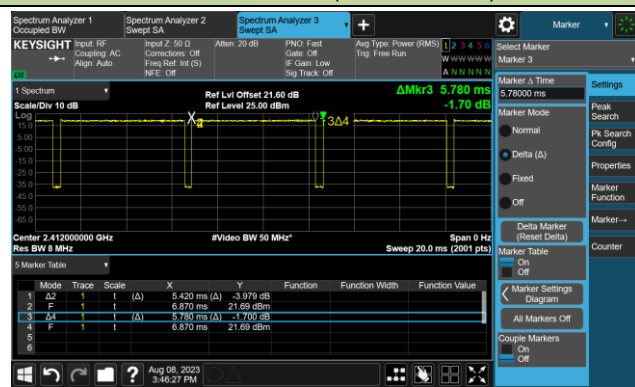 Spectrum Analyzer 1
Occupied BW
Spectrum Analyzer 2
Swept SA
Spectrum Analyzer 3
Swept SA
Marker
KEYSIGHT
Input: RF
Coupling: AC
Align: Auto
Input Z: 50 Ω
Corrections: Off
Freq Ref: Int (S)
NFE: Off
Atten: 20 dB
PNO: Fast
Gate: Off
IF Gain: Low
Sig Track: Off
Avg Type: Power (RMS)
Trig: Free Run
1 2 3 4 5 6
W W W W W W
A N N N N N
Select Marker
Marker 3
1 Spectrum
Scale/Div 10 dB
Ref Lvl Offset 21.60 dB
Ref Level 25.00 dBm
ΔMkr3 5.780 ms
-1.70 dB
Log
15.0
5.00
-5.00
-15.0
-25.0
-35.0
-45.0
-55.0
-65.0
X
3Δ4
Center 2.412000000 GHz
Res BW 8 MHz
#Video BW 50 MHz*
Span 0 Hz
Sweep 20.0 ms (2001 pts)
5 Marker Table
Mode Trace Scale X Y Function Function Width Function Value
1 Δ2 1 t (Δ) 5.420 ms (Δ) -3.979 dB
2 F 1 t 6.870 ms 21.69 dBm
3 Δ4 1 t (Δ) 5.780 ms (Δ) -1.700 dB
4 F 1 t 6.870 ms 21.69 dBm
5
6
Marker Δ Time
5.78000 ms
Marker Mode
Normal
Delta (Δ)
Fixed
Off
Delta Marker
(Reset Delta)
Marker Table
On
Off
Marker Settings
Diagram
All Markers Off
Couple Markers
On
Off
Settings
Peak
Search
Pk Search
Config
Properties
Marker
Function
Marker→
Counter
?
Aug 08, 2023
3:46:27 PM